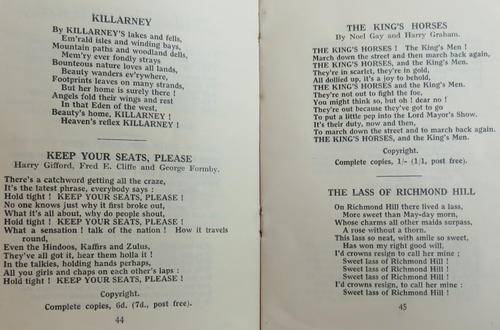 KILLARNEY
By KILLARNEY'S lakes and fells,
Em'rald isles and winding bays,
Mountain paths and woodland dells,
Mem'ry ever fondly strays
Bounteous nature loves all lands,
Beauty wanders ev'rywhere,
Footprints leaves on many strands,
But her home is surely there !
Angels fold their wings and rest
In that Eden of the west,
Beauty's home, KILLARNEY !
Heaven's reflex KILLARNEY !
KEEP YOUR SEATS, PLEASE
Harry Gifford, Fred E. Cliffe and George Formby.
There's a catchword getting all the craze,
It's the latest phrase, everybody says :
Hold tight ! KEEP YOUR SEATS, PLEASE !
No one knows just why it first broke out,
What it's all about, why do people shout,
Hold tight ! KEEP YOUR SEATS, PLEASE !
What a sensation ! talk of the nation ! How it travels
round,
Even the Hindoos, Kaffirs and Zulus,
They've all got it, hear them holla it !
In the talkies, holding hands perhaps,
All you girls and chaps on each other's laps :
Hold tight ! KEEP YOUR SEATS, PLEASE !
Copyright.
Complete copies, 6d. (7d., post free).
44
THE KING'S HORSES
By Noel Gay and Harry Graham.
THE KING'S HORSES ! The King's Men !
March down the street and then march back again,
THE KING'S HORSES, and the King's Men.
They're in scarlet, they're in gold,
All dollied up, it's a joy to behold,
THE KING'S HORSES and the King's Men.
They're not out to fight the foe,
You might think so, but oh ! dear no !
They're out because they've got to go
To put a little pep into the Lord Mayor's Show.
It's their duty, now and then,
To march down the street and to march back again.
THE KING'S HORSES, and the King's Men.
Copyright.
Complete copies, 1/- (1/1, post free).
THE LASS OF RICHMOND HILL
On Richmond Hill there lived a lass,
More sweet than May-day morn,
Whose charms all other maids surpass,
A rose without a thorn.
This lass so neat, with smile so sweet,
Has won my right good will,
I'd crowns resign to call her mine ;
Sweet lass of Richmond Hill !
Sweet lass of Richmond Hill !
Sweet lass of Richmond Hill !
I'd crowns resign, to call her mine ;
Sweet lass of Richmond Hill !
45